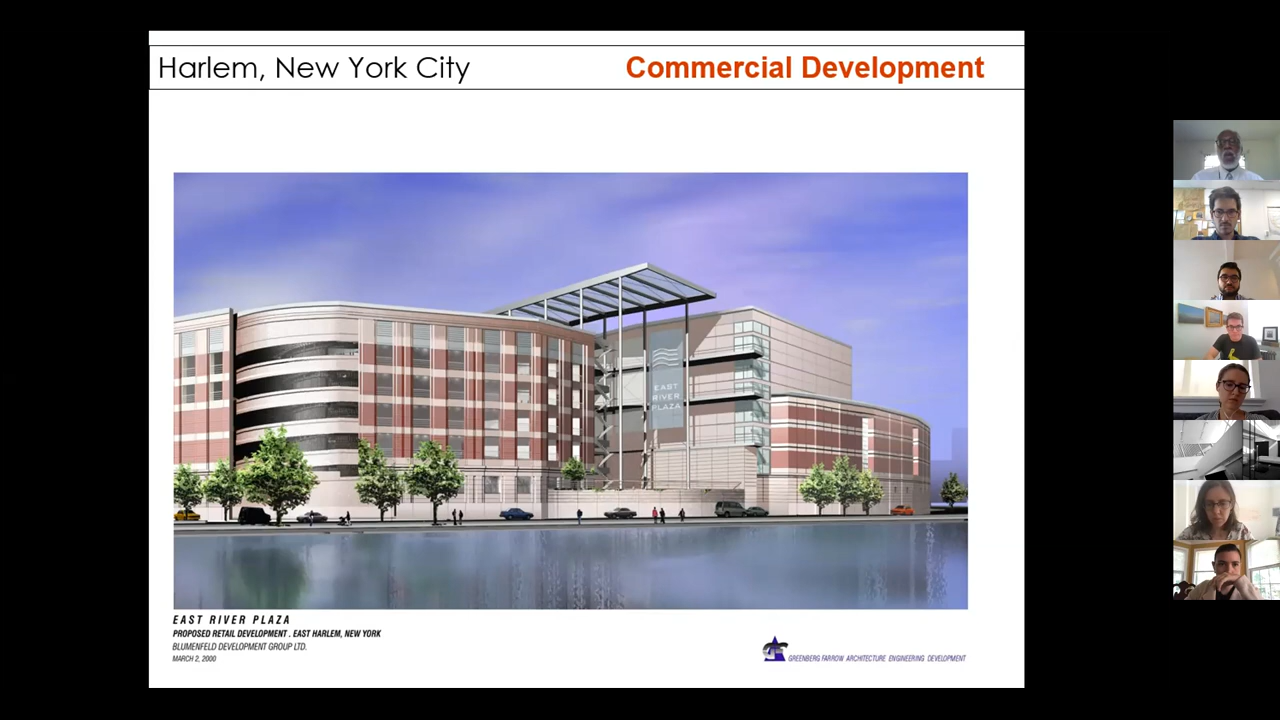 Harlem, New York City
Commercial Development
EAST
RIVER
PLAZA
EAST RIVER PLAZA
PROPOSED RETAIL DEVELOPMENT . EAST HARLEM, NEW YORK
BLUMENFELD DEVELOPMENT GROUP LTD.
MARCH 2, 2000
GREENBERG FARROW ARCHITECTURE ENGINEERING DEVELOPMENT